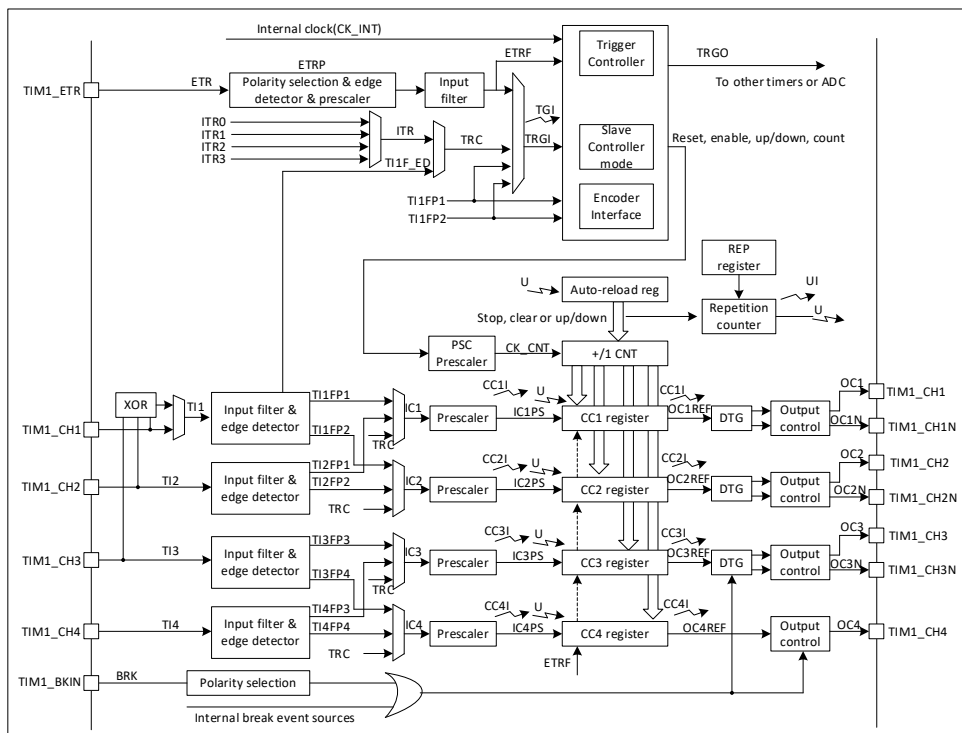 Internal clock(CK_INT)
TIM1_ETR
ETR
ETRP
Polarity selection & edge
detector & prescaler
Input
filter
ETRF
Trigger
Controller
TRGO
To other timers or ADC
ITR0
ITR1
ITR2
ITR3
ITR
TI1F_ED
TRC
TGI
TRGI
Slave
Controller
mode
Reset, enable, up/down, count
TI1FP1
TI1FP2
Encoder
Interface
REP
register
U
Auto-reload reg
Stop, clear or up/down
Repetition
counter
UI
U
PSC
Prescaler
CK_CNT
+/1 CNT
XOR
TIM1_CH1
TI1
Input filter &
edge detector
TI1FP1
TI1FP2
TRC
IC1
Prescaler
CC1I
U
IC1PS
CC1 register
CC1I
OC1REF
DTG
Output
control
OC1
OC1N
TIM1_CH1
TIM1_CH1N
TIM1_CH2
TI2
Input filter &
edge detector
TI2FP1
TI2FP2
TRC
IC2
Prescaler
CC2I
U
IC2PS
CC2 register
CC2I
OC2REF
DTG
Output
control
OC2
OC2N
TIM1_CH2
TIM1_CH2N
TIM1_CH3
TI3
Input filter &
edge detector
TI3FP3
TI3FP4
TRC
IC3
Prescaler
CC3I
U
IC3PS
CC3 register
CC3I
OC3REF
DTG
Output
control
OC3
OC3N
TIM1_CH3
TIM1_CH3N
TIM1_CH4
TI4
Input filter &
edge detector
TI4FP3
TI4FP4
TRC
IC4
Prescaler
CC4I
U
IC4PS
CC4 register
CC4I
OC4REF
Output
control
OC4
TIM1_CH4
ETRF
TIM1_BKIN
BRK
Polarity selection
Internal break event sources